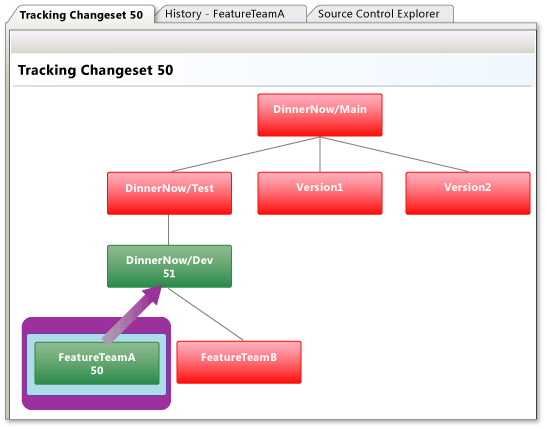 Tracking Changeset 50
History - FeatureTeamA
Source Control Explorer
Tracking Changeset 50
DinnerNow/Main
DinnerNow/Test
Version1
Version2
DinnerNow/Dev
51
FeatureTeamA
50
FeatureTeamB